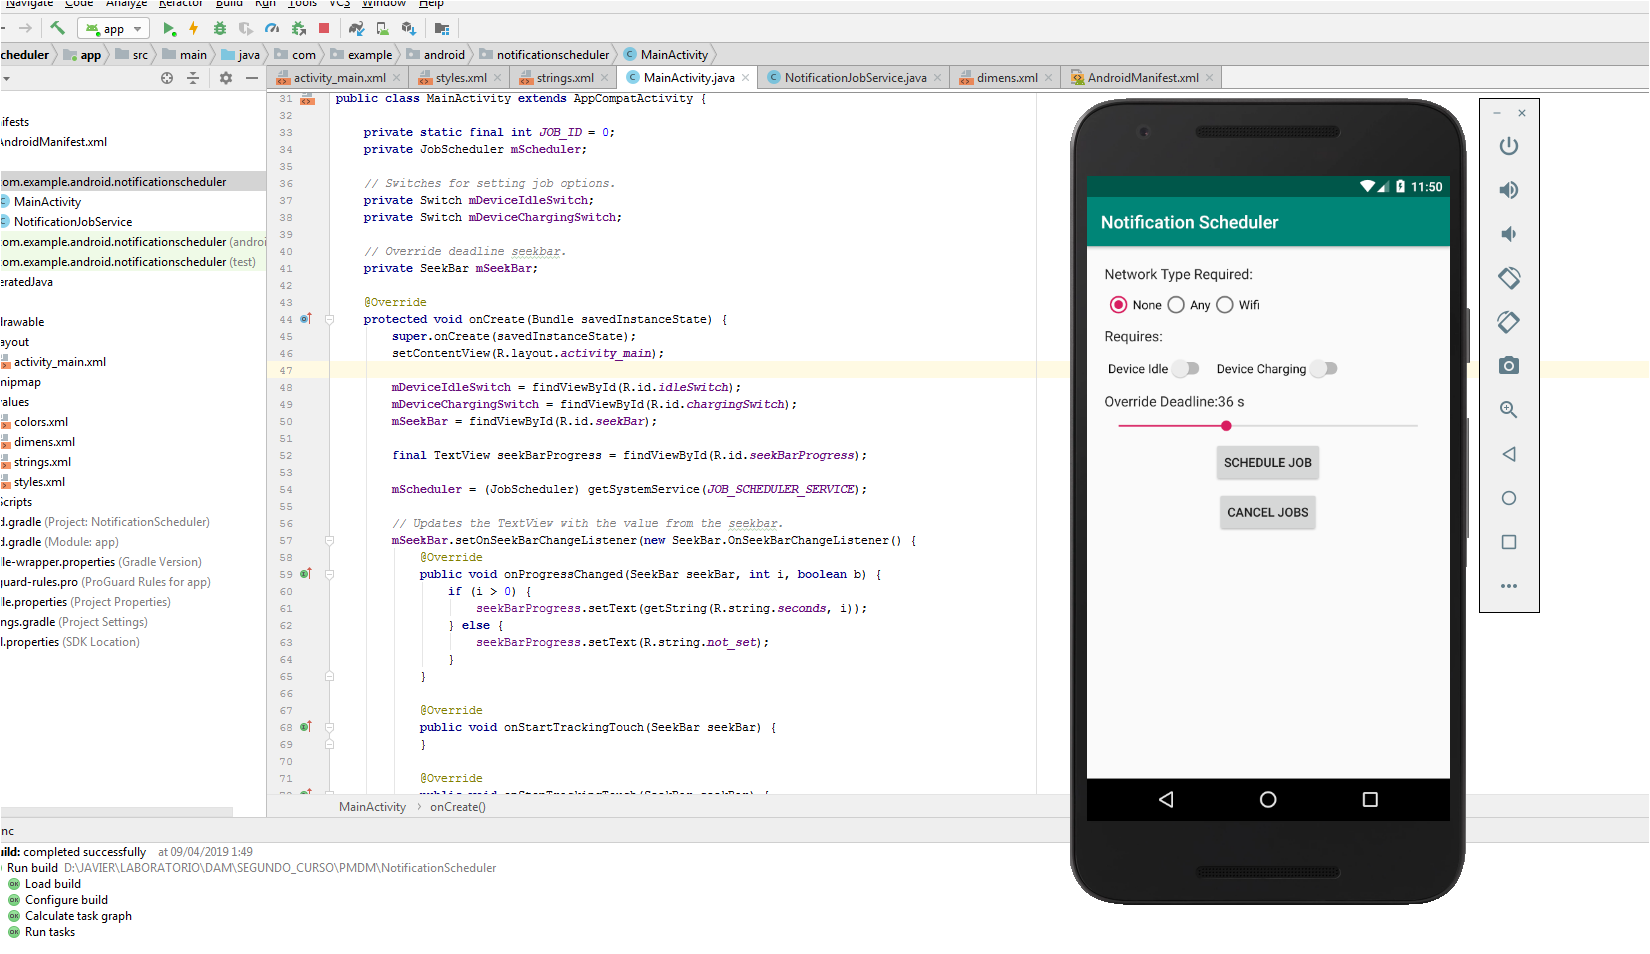 Navigate Code Analyze Refactor Build Run Tools VCS Window Help
app
cheduler app src main java com example android notificationscheduler MainActivity
activity_main.xml styles.xml strings.xml MainActivity.java NotificationJobService.java dimens.xml AndroidManifest.xml
ifests
AndroidManifest.xml
om.example.android.notificationscheduler
MainActivity
NotificationJobService
om.example.android.notificationscheduler (androi
om.example.android.notificationscheduler (test)
eratedJava
drawable
ayout
activity_main.xml
mipmap
values
colors.xml
dimens.xml
strings.xml
styles.xml
Scripts
d.gradle (Project: NotificationScheduler)
d.gradle (Module: app)
lle-wrapper.properties (Gradle Version)
guard-rules.pro (ProGuard Rules for app)
lle.properties (Project Properties)
ngs.gradle (Project Settings)
l.properties (SDK Location)
31 public class MainActivity extends AppCompatActivity {
32
33 private static final int JOB_ID = 0;
34 private JobScheduler mScheduler;
35
36 // Switches for setting job options.
37 private Switch mDeviceIdleSwitch;
38 private Switch mDeviceChargingSwitch;
39
40 // Override deadline seekbar.
41 private SeekBar mSeekBar;
42
43 @Override
44 protected void onCreate(Bundle savedInstanceState) {
45 super.onCreate(savedInstanceState);
46 setContentView(R.layout.activity_main);
47
48 mDeviceIdleSwitch = findViewById(R.id.idleSwitch);
49 mDeviceChargingSwitch = findViewById(R.id.chargingSwitch);
50 mSeekBar = findViewById(R.id.seekBar);
51
52 final TextView seekBarProgress = findViewById(R.id.seekBarProgress);
53
54 mScheduler = (JobScheduler) getSystemService(JOB_SCHEDULER_SERVICE);
55
56 // Updates the TextView with the value from the seekbar.
57 mSeekBar.setOnSeekBarChangeListener(new SeekBar.OnSeekBarChangeListener() {
58 @Override
59 public void onProgressChanged(SeekBar seekBar, int i, boolean b) {
60 if (i > 0) {
61 seekBarProgress.setText(getString(R.string.seconds, i));
62 } else {
63 seekBarProgress.setText(R.string.not_set);
64 }
65 }
66
67 @Override
68 public void onStartTrackingTouch(SeekBar seekBar) {
69 }
70
71 @Override
72 public void onStopTrackingTouch(SeekBar seekBar) {
MainActivity › onCreate()
11:50
Notification Scheduler
Network Type Required:
None Any Wifi
Requires:
Device Idle Device Charging
Override Deadline:36 s
SCHEDULE JOB
CANCEL JOBS
nc
uild: completed successfully at 09/04/2019 1:49
Run build D:\JAVIER\LABORATORIO\DAM\SEGUNDO_CURSO\PMDM\NotificationScheduler
OK Load build
OK Configure build
OK Calculate task graph
OK Run tasks